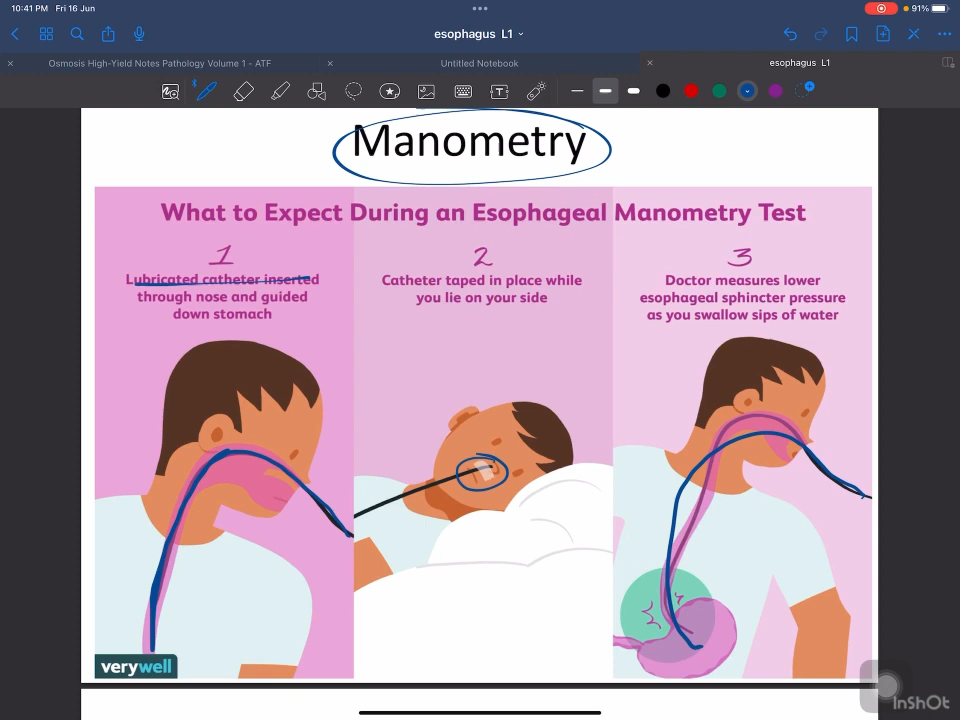 10:41 PM Fri 16 Jun
91%
esophagus L1
Osmosis High-Yield Notes Pathology Volume 1 - ATF
Untitled Notebook
esophagus L1
Manometry
What to Expect During an Esophageal Manometry Test
1
Lubricated catheter inserted
through nose and guided
down stomach
2
Catheter taped in place while
you lie on your side
3
Doctor measures lower
esophageal sphincter pressure
as you swallow sips of water
verywell
InShOt